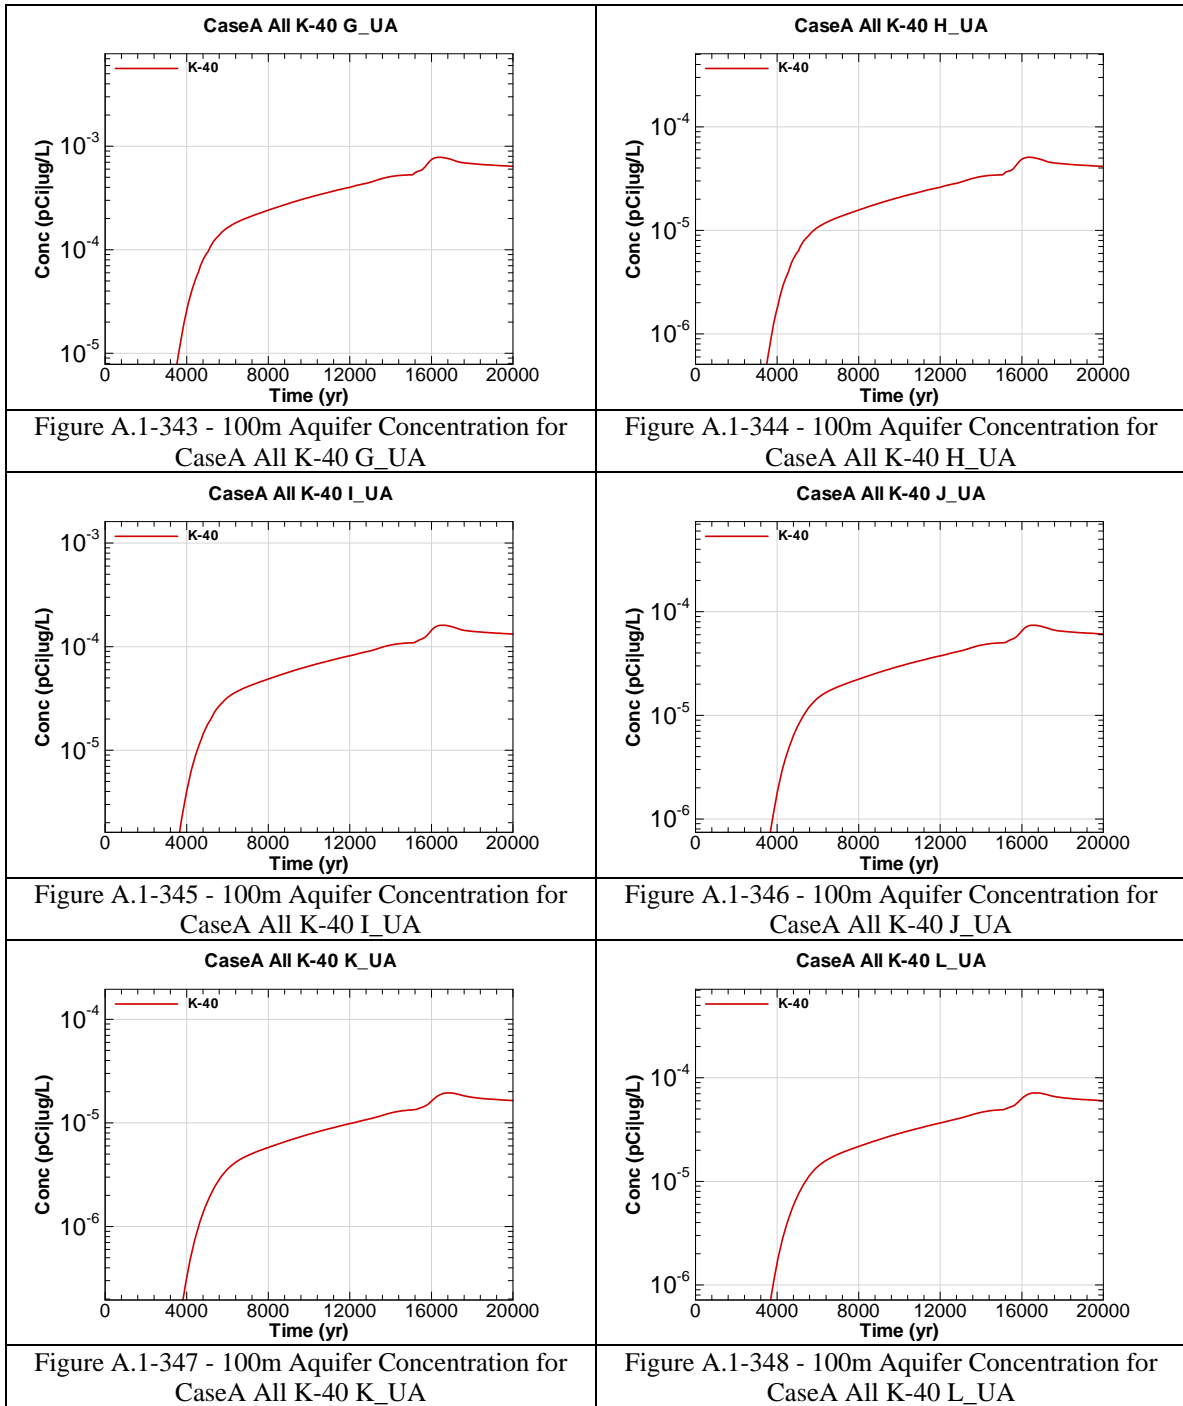 CaseA All K-40 G_UA
K-40
10-3
10-4
10-5
Conc (pCi|ug/L)
0 4000 8000 12000 16000 20000
Time (yr)
Figure A.1-343 - 100m Aquifer Concentration for
CaseA All K-40 G_UA
CaseA All K-40 H_UA
K-40
10-4
10-5
10-6
Conc (pCi|ug/L)
0 4000 8000 12000 16000 20000
Time (yr)
Figure A.1-344 - 100m Aquifer Concentration for
CaseA All K-40 H_UA
CaseA All K-40 I_UA
K-40
10-3
10-4
10-5
Conc (pCi|ug/L)
0 4000 8000 12000 16000 20000
Time (yr)
Figure A.1-345 - 100m Aquifer Concentration for
CaseA All K-40 I_UA
CaseA All K-40 J_UA
K-40
10-4
10-5
10-6
Conc (pCi|ug/L)
0 4000 8000 12000 16000 20000
Time (yr)
Figure A.1-346 - 100m Aquifer Concentration for
CaseA All K-40 J_UA
CaseA All K-40 K_UA
K-40
10-4
10-5
10-6
Conc (pCi|ug/L)
0 4000 8000 12000 16000 20000
Time (yr)
Figure A.1-347 - 100m Aquifer Concentration for
CaseA All K-40 K_UA
CaseA All K-40 L_UA
K-40
10-4
10-5
10-6
Conc (pCi|ug/L)
0 4000 8000 12000 16000 20000
Time (yr)
Figure A.1-348 - 100m Aquifer Concentration for
CaseA All K-40 L_UA